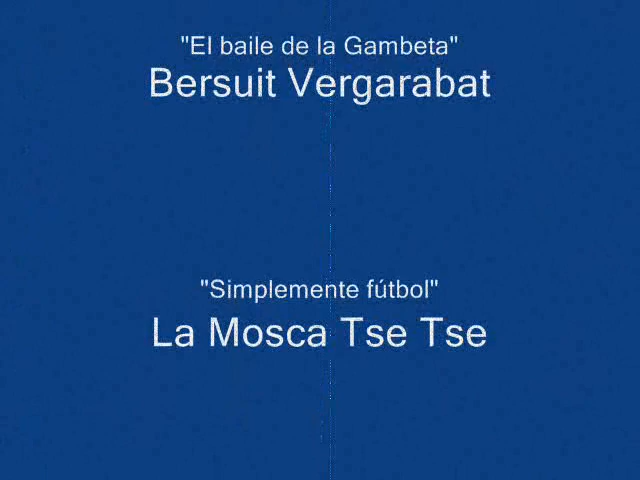 "El baile de la Gambeta"
Bersuit Vergarabat
"Simplemente fútbol"
La Mosca Tse Tse